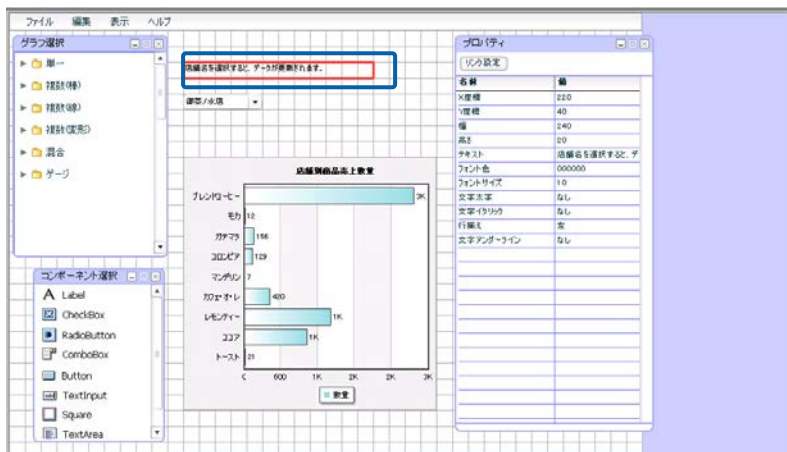 ファイル 編集 表示 ヘルプ
グラフ選択
単一
複数(棒)
複数(線)
複数(変形)
混合
ゲージ
コンポーネント選択
Label
CheckBox
RadioButton
ComboBox
Button
TextInput
Square
TextArea
店舗名を選択すると、データが更新されます。
御茶ノ水店
店舗別商品売上数量
ブレンドコーヒー 3K
モカ 12
ガテマラ 156
コロンビア 129
マンデリン 7
カフェ・オ・レ 420
レモンティー 1K
ココア 1K
トースト 21
600 1K 2K 2K 3K
数量
プロパティ
リンク設定
名前 値
X座標 220
Y座標 40
幅 240
高さ 20
テキスト 店舗名を選択すると、デ
フォント色 000000
フォントサイズ 10
文字太字 なし
文字イタリック なし
行揃え 左
文字アンダーライン なし